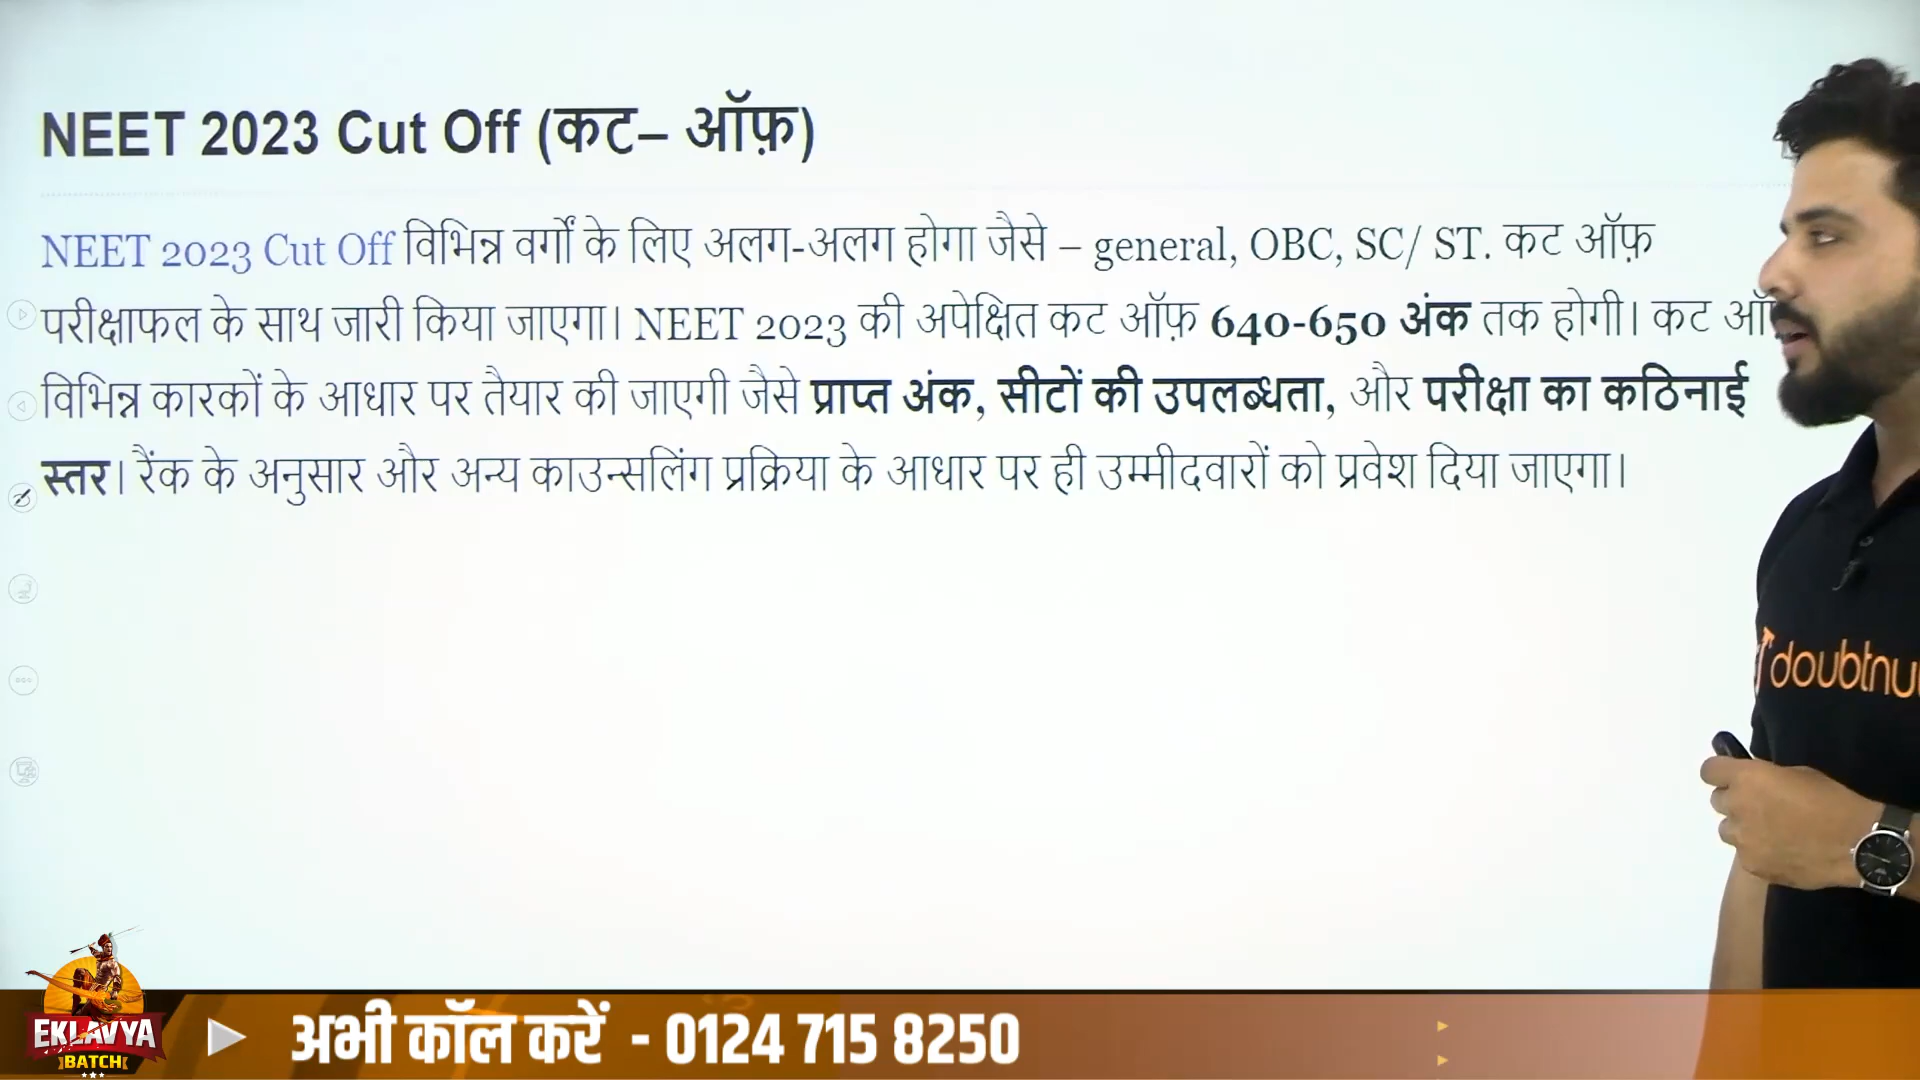 NEET 2023 Cut Off (कट– ऑफ़)
NEET 2023 Cut Off विभिन्न वर्गों के लिए अलग-अलग होगा जैसे – general, OBC, SC/ ST. कट ऑफ़
परीक्षाफल के साथ जारी किया जाएगा। NEET 2023 की अपेक्षित कट ऑफ़ 640-650 अंक तक होगी। कट
विभिन्न कारकों के आधार पर तैयार की जाएगी जैसे प्राप्त अंक, सीटों की उपलब्धता, और परीक्षा का कठिनाई
स्तर। रैंक के अनुसार और अन्य काउन्सलिंग प्रक्रिया के आधार पर ही उम्मीदवारों को प्रवेश दिया जाएगा।
doubtnu
EKLAVYA
BATCH
अभी कॉल करें - 0124 715 8250